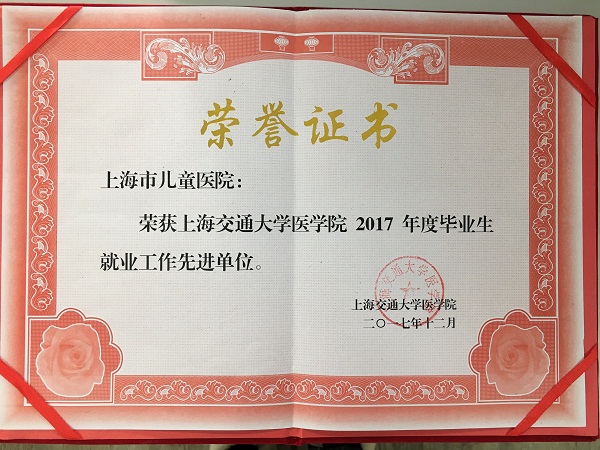 荣誉证书
上海市儿童医院：
荣获上海交通大学医学院 2017 年度毕业生
就业工作先进单位。
上海交通大学医学院
二〇一七年十二月